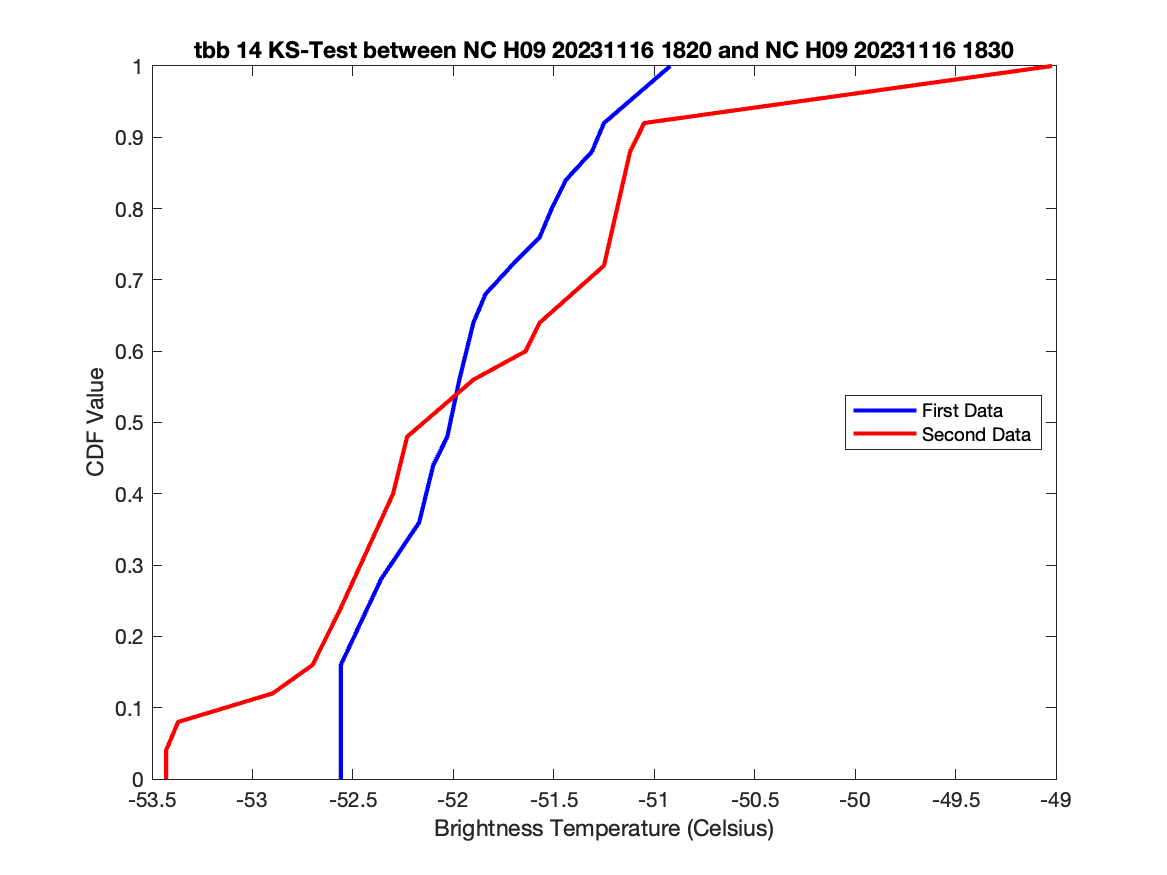 tbb 14 KS-Test between NC H09 20231116 1820 and NC H09 20231116 1830
1
0.9
0.8
0.7
0.6
0.5
0.4
0.3
0.2
0.1
0
CDF Value
First Data
Second Data
-53.5 -53 -52.5 -52 -51.5 -51 -50.5 -50 -49.5 -49
Brightness Temperature (Celsius)